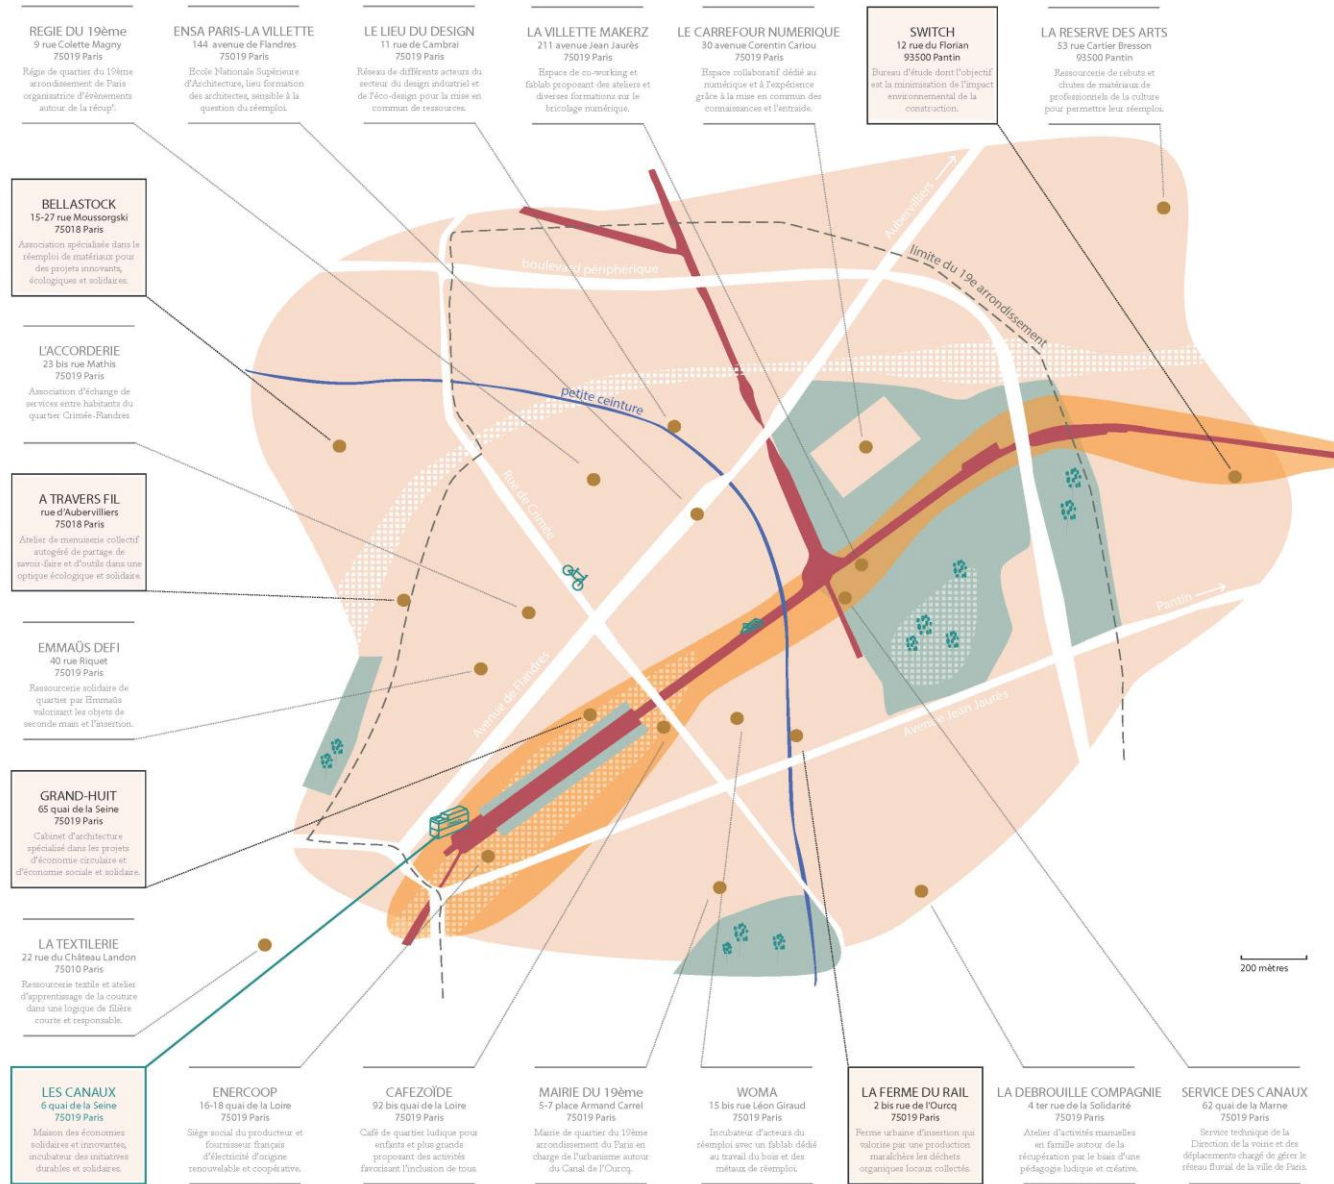 REGIE DU 19ème
9 rue Colette Magny
75019 Paris
Régie de quartier du 19ème
arrondissement de Paris
organisatrice d'évènements
autour de la récup'.
ENSA PARIS-LA VILLETTE
144 avenue de Flandres
75019 Paris
Ecole Nationale Supérieure
d'Architecture, lieu formation
des architectes, sensible à la
question du réemploi.
LE LIEU DU DESIGN
11 rue de Cambrai
75019 Paris
Réseau de différents acteurs du
secteur du design industriel et
de l'éco-design pour la mise en
commun de ressources.
LA VILLETTE MAKERZ
211 avenue Jean Jaurès
75019 Paris
Espace de co-working et
fablab proposant des ateliers et
diverses formations sur le
bricolage numérique.
LE CARREFOUR NUMERIQUE
30 avenue Corentin Cariou
75019 Paris
Espace collaboratif dédié au
numérique et à l'expérience
grâce à la mise en commun des
connaissances et l'entraide.
SWITCH
12 rue du Florian
93500 Pantin
Bureau d'étude dont l'objectif
est la minimisation de l'impact
environnemental de la
construction.
LA RESERVE DES ARTS
53 rue Cartier Bresson
93500 Pantin
Ressourcerie de rebuts et
chutes de matériaux de
professionnels de la culture
pour permettre leur réemploi.
BELLASTOCK
15-27 rue Moussorgski
75018 Paris
Association spécialisée dans le
réemploi de matériaux pour
des projets innovants,
écologiques et solidaires.
L'ACCORDERIE
23 bis rue Mathis
75019 Paris
Association d'échange de
services entre habitants du
quartier Crimée-Flandres
A TRAVERS FIL
rue d'Aubervilliers
75018 Paris
Atelier de menuiserie collectif
autogéré de partage de
savoir-faire et d'outils dans une
optique écologique et solidaire.
EMMAÜS DEFI
40 rue Riquet
75019 Paris
Ressourcerie solidaire de
quartier par Emmaüs
valorisant les objets de
seconde main et l'insertion.
GRAND-HUIT
65 quai de la Seine
75019 Paris
Cabinet d'architecture
spécialisé dans les projets
d'économie circulaire et
d'économie sociale et solidaire.
LA TEXTILERIE
22 rue du Château Landon
75010 Paris
Ressourcerie textile et atelier
d'apprentissage de la couture
dans une logique de filière
courte et responsable.
Aubervilliers
boulevard périphérique
limite du 19e arrondissement
petite ceinture
Rue de Crimée
Pantin
Avenue de Flandres
Avenue Jean Jaurès
200 mètres
LES CANAUX
6 quai de la Seine
75019 Paris
Maison des économies
solidaires et innovantes,
incubateur des initiatives
durables et solidaires.
ENERCOOP
16-18 quai de la Loire
75019 Paris
Siège social du producteur et
fournisseur français
d'électricité d'origine
renouvelable et coopérative.
CAFEZOÏDE
92 bis quai de la Loire
75019 Paris
Café de quartier ludique pour
enfants et plus grands
proposant des activités
favorisant l'inclusion de tous.
MAIRIE DU 19ème
5-7 place Armand Carrel
75019 Paris
Mairie de quartier du 19ème
arrondissement du Paris en
charge de l'urbanisme autour
du Canal de l'Ourcq.
WOMA
15 bis rue Léon Giraud
75019 Paris
Incubateur d'acteurs du
réemploi avec un fablab dédié
au travail du bois et des
métaux de réemploi.
LA FERME DU RAIL
2 bis rue de l'Ourcq
75019 Paris
Ferme urbaine d'insertion qui
valorise par une production
maraîchère les déchets
organiques locaux collectés.
LA DEBROUILLE COMPAGNIE
4 ter rue de la Solidarité
75019 Paris
Atelier d'activités manuelles
en famille autour de la
récupération par le biais d'une
pédagogie ludique et créative.
SERVICE DES CANAUX
62 quai de la Marne
75019 Paris
Service technique de la
Direction de la voirie et des
déplacements chargé de gérer le
réseau fluvial de la ville de Paris.